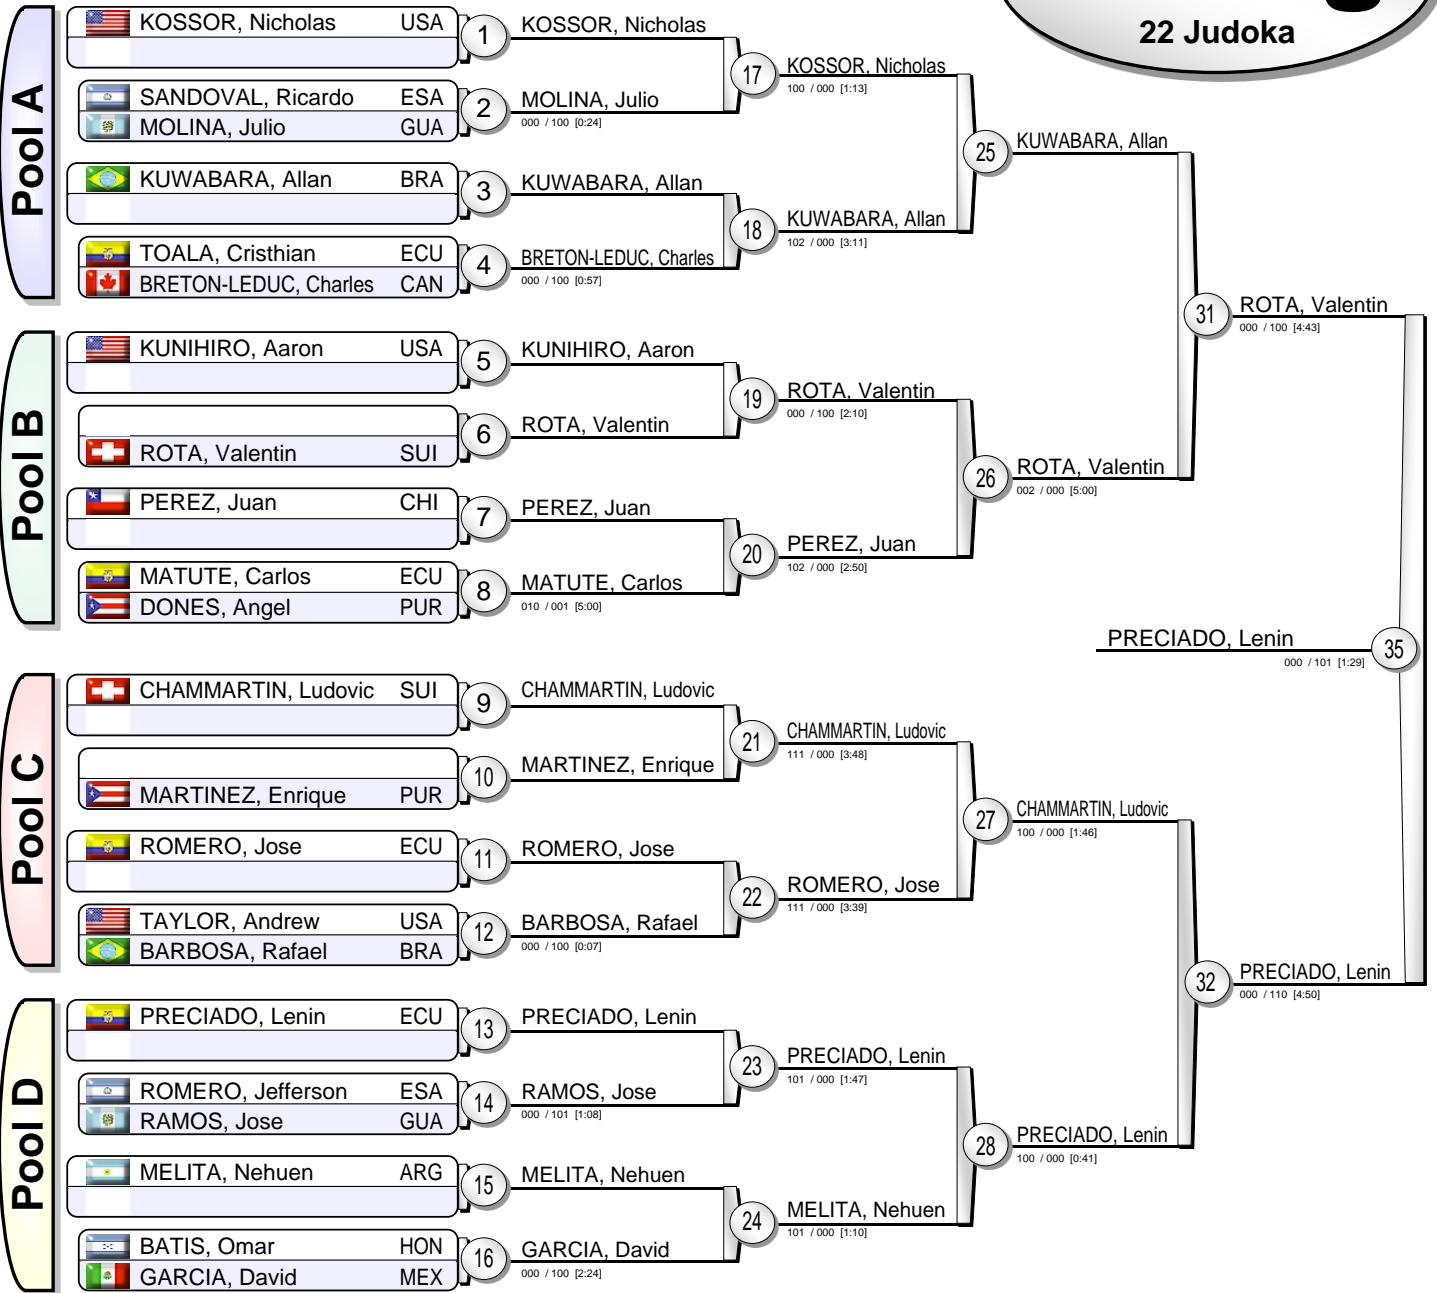 22 Judoka
Pool A
KOSSOR, Nicholas USA
1
KOSSOR, Nicholas
SANDOVAL, Ricardo ESA
MOLINA, Julio GUA
2
MOLINA, Julio
000 / 100 [0:24]
17
KOSSOR, Nicholas
100 / 000 [1:13]
KUWABARA, Allan BRA
3
KUWABARA, Allan
TOALA, Cristhian ECU
BRETON-LEDUC, Charles CAN
4
BRETON-LEDUC, Charles
000 / 100 [0:57]
18
KUWABARA, Allan
102 / 000 [3:11]
25
KUWABARA, Allan
Pool B
KUNIHIRO, Aaron USA
5
KUNIHIRO, Aaron
ROTA, Valentin SUI
6
ROTA, Valentin
19
ROTA, Valentin
000 / 100 [2:10]
PEREZ, Juan CHI
7
PEREZ, Juan
MATUTE, Carlos ECU
DONES, Angel PUR
8
MATUTE, Carlos
010 / 001 [5:00]
20
PEREZ, Juan
102 / 000 [2:50]
26
ROTA, Valentin
002 / 000 [5:00]
31
ROTA, Valentin
000 / 100 [4:43]
PRECIADO, Lenin
000 / 101 [1:29]
35
Pool C
CHAMMARTIN, Ludovic SUI
9
CHAMMARTIN, Ludovic
MARTINEZ, Enrique PUR
10
MARTINEZ, Enrique
21
CHAMMARTIN, Ludovic
111 / 000 [3:48]
ROMERO, Jose ECU
11
ROMERO, Jose
TAYLOR, Andrew USA
BARBOSA, Rafael BRA
12
BARBOSA, Rafael
000 / 100 [0:07]
22
ROMERO, Jose
111 / 000 [3:39]
27
CHAMMARTIN, Ludovic
100 / 000 [1:46]
Pool D
PRECIADO, Lenin ECU
13
PRECIADO, Lenin
ROMERO, Jefferson ESA
RAMOS, Jose GUA
14
RAMOS, Jose
000 / 101 [1:08]
23
PRECIADO, Lenin
101 / 000 [1:47]
MELITA, Nehuen ARG
15
MELITA, Nehuen
BATIS, Omar HON
GARCIA, David MEX
16
GARCIA, David
000 / 100 [2:24]
24
MELITA, Nehuen
101 / 000 [1:10]
28
PRECIADO, Lenin
100 / 000 [0:41]
32
PRECIADO, Lenin
000 / 110 [4:50]